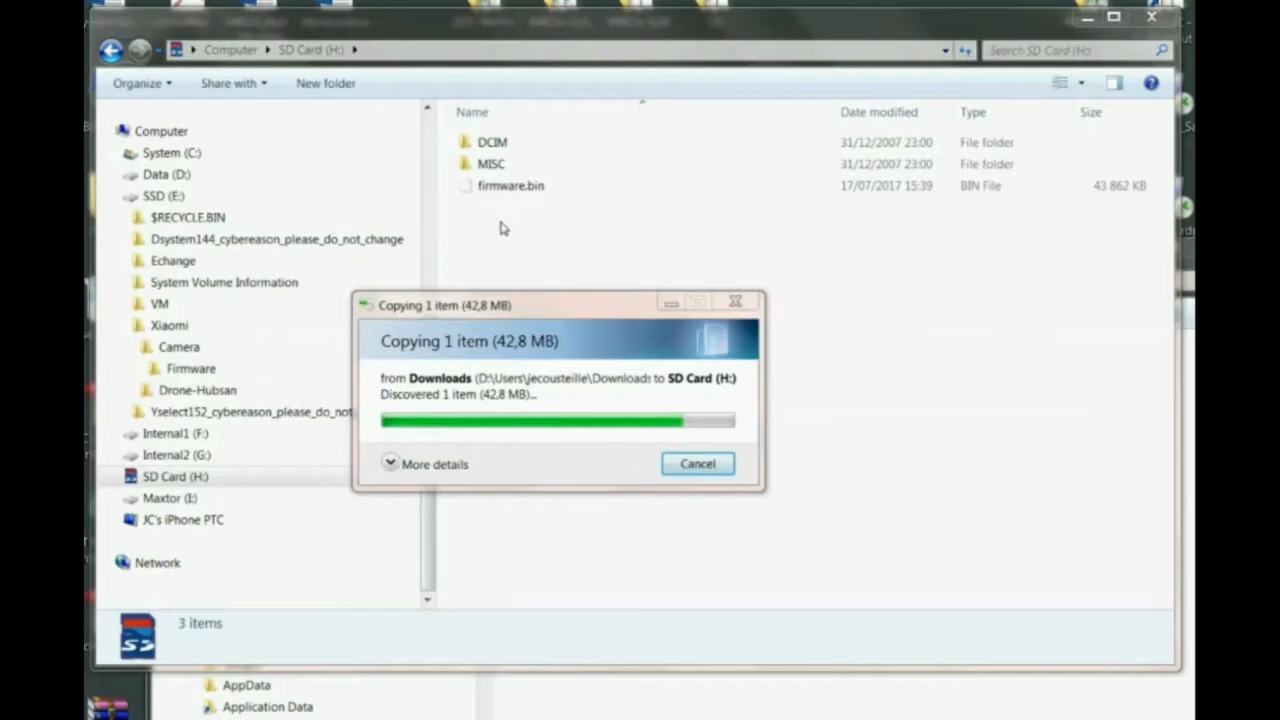 Computer
SD Card (H:)
Search SD Card (H:)
Organize
Share with
New folder
Name
Date modified
Type
Size
DCIM
31/12/2007 23:00
File folder
MISC
31/12/2007 23:00
File folder
firmware.bin
17/07/2017 15:39
BIN File
43 862 KB
Computer
System (C:)
Data (D:)
SSD (E:)
$RECYCLE.BIN
Dsystem144_cybereason_please_do_not_change
Echange
System Volume Information
VM
Xiaomi
Camera
Firmware
Drone-Hubsan
Yselect152_cybereason_please_do_not
Internal1 (F:)
Internal2 (G:)
SD Card (H:)
Maxtor (I:)
JC's iPhone PTC
Network
Copying 1 item (42,8 MB)
Copying 1 item (42,8 MB)
from Downloads (D:\Users\jecousteille\Downloads to SD Card (H:)
Discovered 1 item (42,8 MB)...
More details
Cancel
3 items
AppData
Application Data